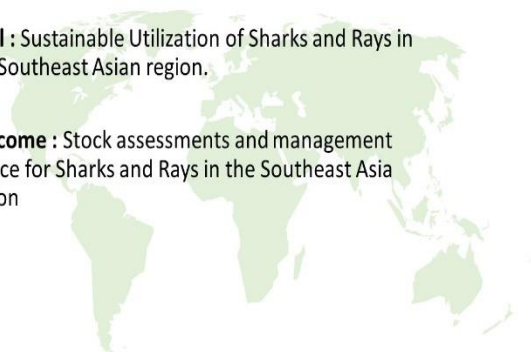 l : Sustainable Utilization of Sharks and Rays in
Southeast Asian region.
come : Stock assessments and management
ce for Sharks and Rays in the Southeast Asia
on